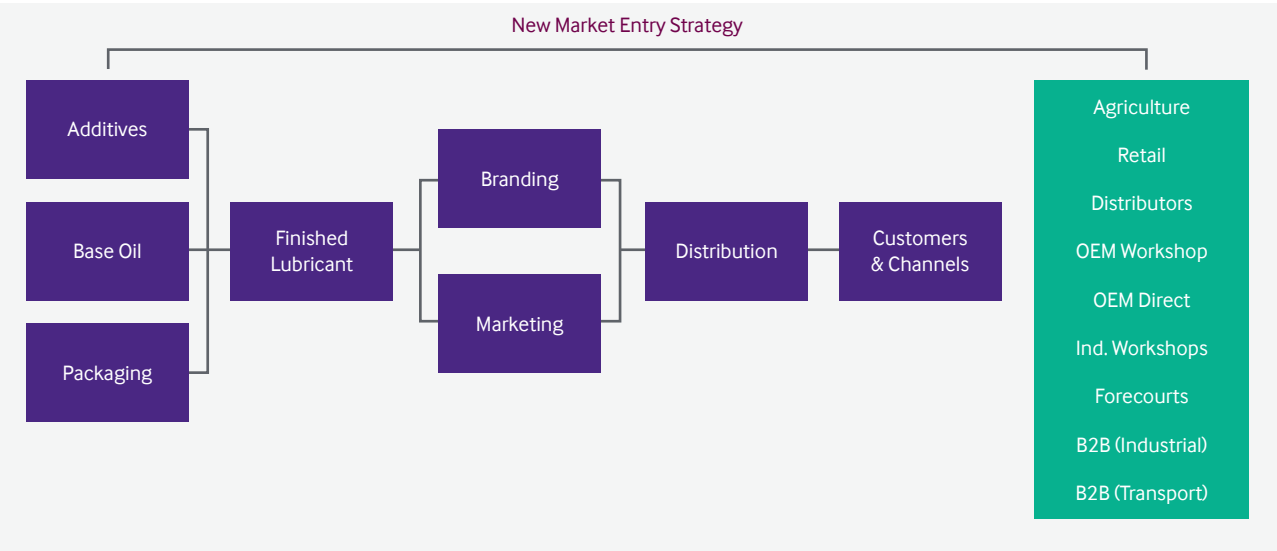 New Market Entry Strategy
Additives
Base Oil
Packaging
Finished
Lubricant
Branding
Marketing
Distribution
Customers
& Channels
Agriculture
Retail
Distributors
OEM Workshop
OEM Direct
Ind. Workshops
Forecourts
B2B (Industrial)
B2B (Transport)